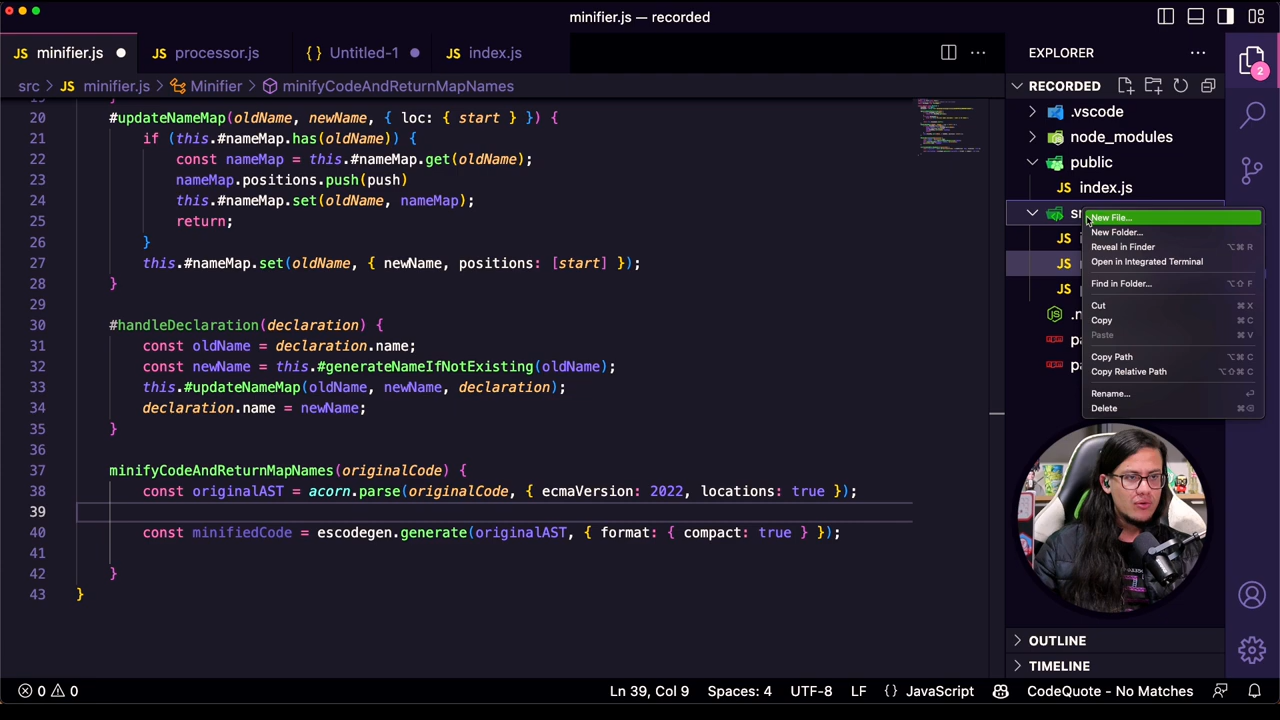 minifier.js — recorded
JS minifier.js
JS processor.js
{ } Untitled-1
JS index.js
src > JS minifier.js > Minifier > minifyCodeAndReturnMapNames
20 #updateNameMap(oldName, newName, { loc: { start } }) {
21 if (this.#nameMap.has(oldName)) {
22 const nameMap = this.#nameMap.get(oldName);
23 nameMap.positions.push(push)
24 this.#nameMap.set(oldName, nameMap);
25 return;
26 }
27 this.#nameMap.set(oldName, { newName, positions: [start] });
28 }
29
30 #handleDeclaration(declaration) {
31 const oldName = declaration.name;
32 const newName = this.#generateNameIfNotExisting(oldName);
33 this.#updateNameMap(oldName, newName, declaration);
34 declaration.name = newName;
35 }
36
37 minifyCodeAndReturnMapNames(originalCode) {
38 const originalAST = acorn.parse(originalCode, { ecmaVersion: 2022, locations: true });
39
40 const minifiedCode = escodegen.generate(originalAST, { format: { compact: true } });
41
42 }
43 }
EXPLORER
RECORDED
.vscode
node_modules
public
JS index.js
JS
JS
JS
New File...
New Folder...
Reveal in Finder ⌥⌘ R
Open in Integrated Terminal
Find in Folder... ⌥⇧ F
Cut ⌘ X
Copy ⌘ C
Paste ⌘ V
Copy Path ⌥⌘ C
Copy Relative Path ⌥⇧⌘ C
Rename...
Delete
OUTLINE
TIMELINE
2
0 0
Ln 39, Col 9
Spaces: 4
UTF-8
LF
{ } JavaScript
CodeQuote - No Matches